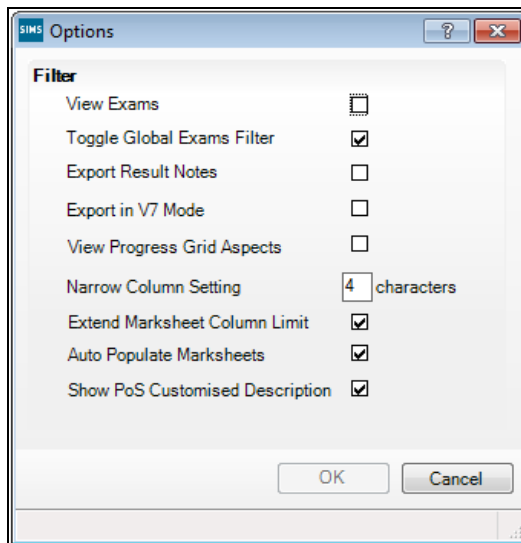 SIMS Options
Filter
View Exams
Toggle Global Exams Filter
Export Result Notes
Export in V7 Mode
View Progress Grid Aspects
Narrow Column Setting 4 characters
Extend Marksheet Column Limit
Auto Populate Marksheets
Show PoS Customised Description
OK Cancel